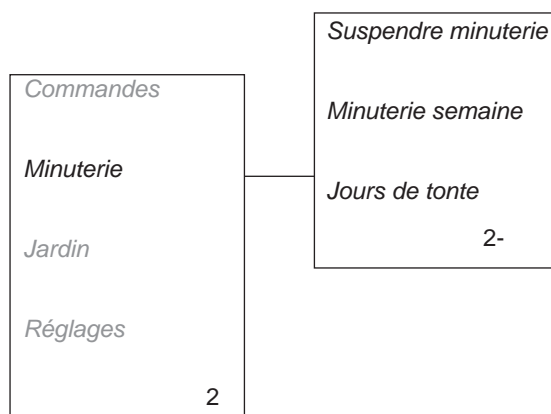 Commandes
Minuterie
Jardin
Réglages
2
Suspendre minuterie
Minuterie semaine
Jours de tonte
2-